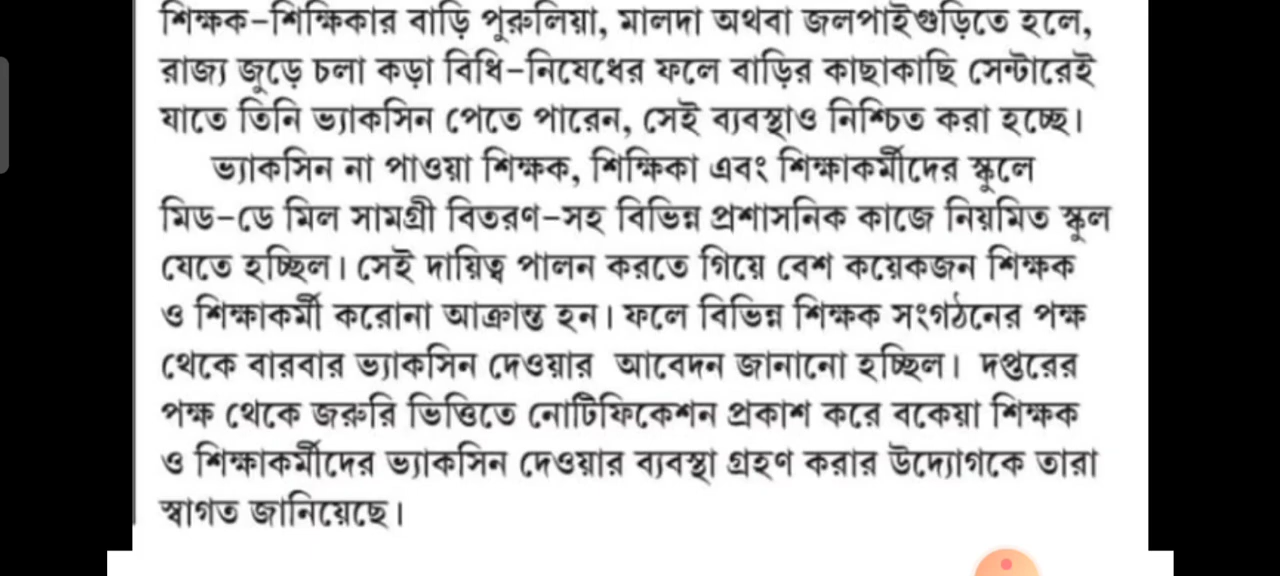 শিক্ষক-শিক্ষিকার বাড়ি পুরুলিয়া, মালদা অথবা জলপাইগুড়িতে হলে,
রাজ্য জুড়ে চলা কড়া বিধি-নিষেধের ফলে বাড়ির কাছাকাছি সেন্টারেই
যাতে তিনি ভ্যাকসিন পেতে পারেন, সেই ব্যবস্থাও নিশ্চিত করা হচ্ছে।
ভ্যাকসিন না পাওয়া শিক্ষক, শিক্ষিকা এবং শিক্ষাকর্মীদের স্কুলে
মিড-ডে মিল সামগ্রী বিতরণ-সহ বিভিন্ন প্রশাসনিক কাজে নিয়মিত স্কুল
যেতে হচ্ছিল। সেই দায়িত্ব পালন করতে গিয়ে বেশ কয়েকজন শিক্ষক
ও শিক্ষাকর্মী করোনা আক্রান্ত হন। ফলে বিভিন্ন শিক্ষক সংগঠনের পক্ষ
থেকে বারবার ভ্যাকসিন দেওয়ার আবেদন জানানো হচ্ছিল। দপ্তরের
পক্ষ থেকে জরুরি ভিত্তিতে নোটিফিকেশন প্রকাশ করে বকেয়া শিক্ষক
ও শিক্ষাকর্মীদের ভ্যাকসিন দেওয়ার ব্যবস্থা গ্রহণ করার উদ্যোগকে তারা
স্বাগত জানিয়েছে।